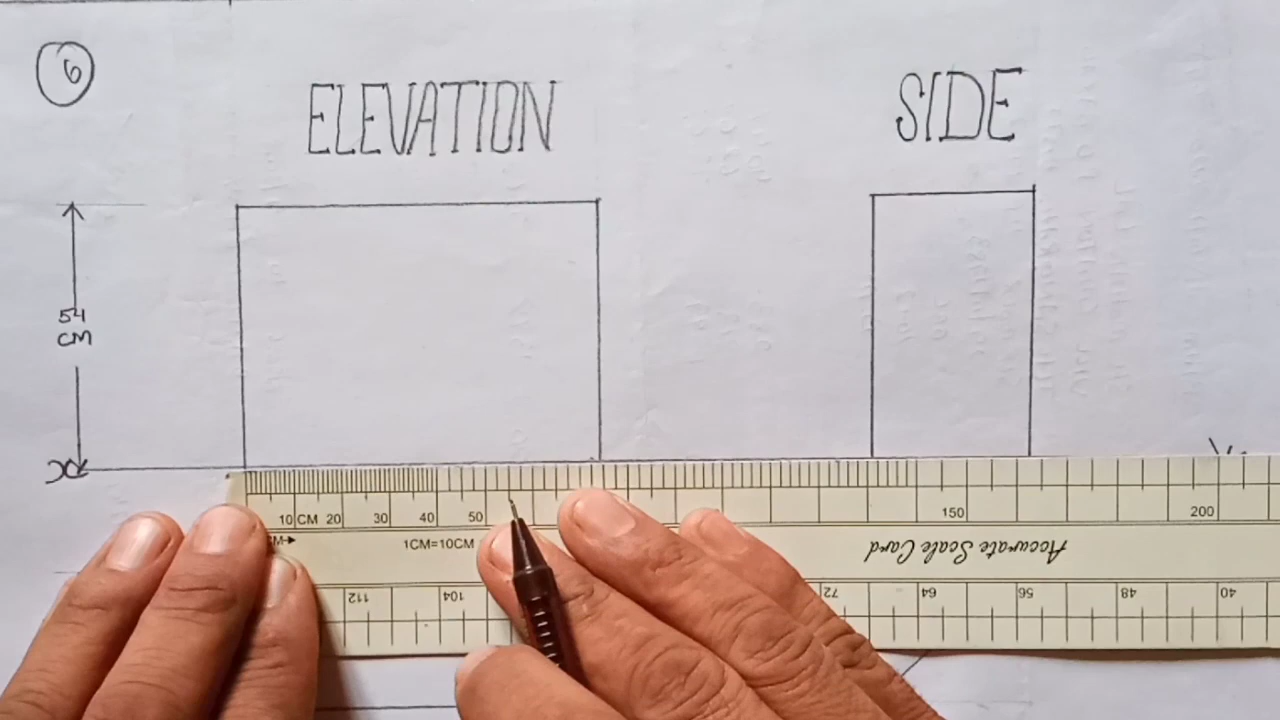 6
ELEVATION
SIDE
54
CM
X
10 CM 20 30 40 50 150 200
1CM=10CM
Accurate Scale Card
112 104 72 64 56 48 40